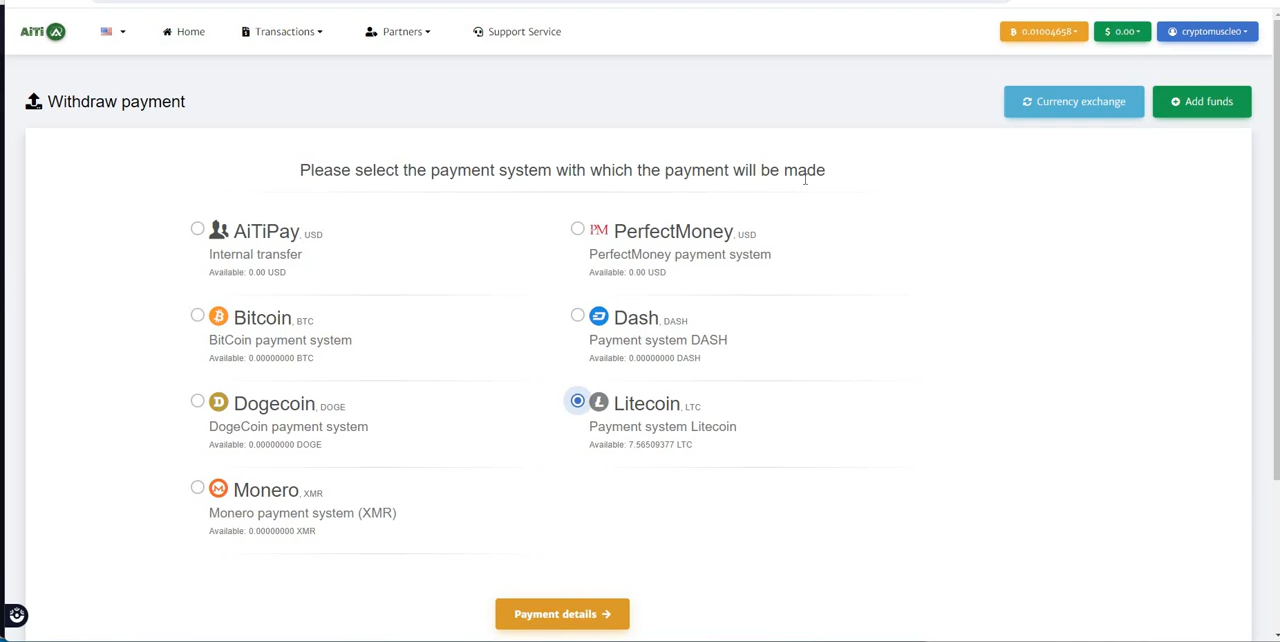 AiTi
Home
Transactions
Partners
Support Service
0.01004658
$ 0.00
cryptomuscle0
Withdraw payment
Currency exchange
Add funds
Please select the payment system with which the payment will be made
AiTiPay, USD
Internal transfer
Available: 0.00 USD
PM PerfectMoney, USD
PerfectMoney payment system
Available: 0.00 USD
Bitcoin, BTC
BitCoin payment system
Available: 0.00000000 BTC
Dash, DASH
Payment system DASH
Available: 0.00000000 DASH
Dogecoin, DOGE
DogeCoin payment system
Available: 0.00000000 DOGE
Litecoin, LTC
Payment system Litecoin
Available: 7.56509377 LTC
Monero, XMR
Monero payment system (XMR)
Available: 0.00000000 XMR
Payment details →